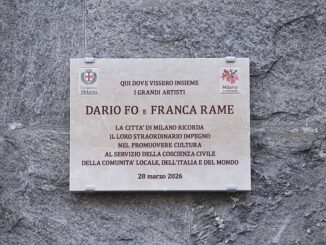 Comune di
Milano
Milano
QUI DOVE VISSERO INSIEME
I GRANDI ARTISTI
DARIO FO E FRANCA RAME
LA CITTA' DI MILANO RICORDA
IL LORO STRAORDINARIO IMPEGNO
NEL PROMUOVERE CULTURA
AL SERVIZIO DELLA COSCIENZA CIVILE
DELLA COMUNITÀ LOCALE, DELL'ITALIA E DEL MONDO
28 marzo 2026